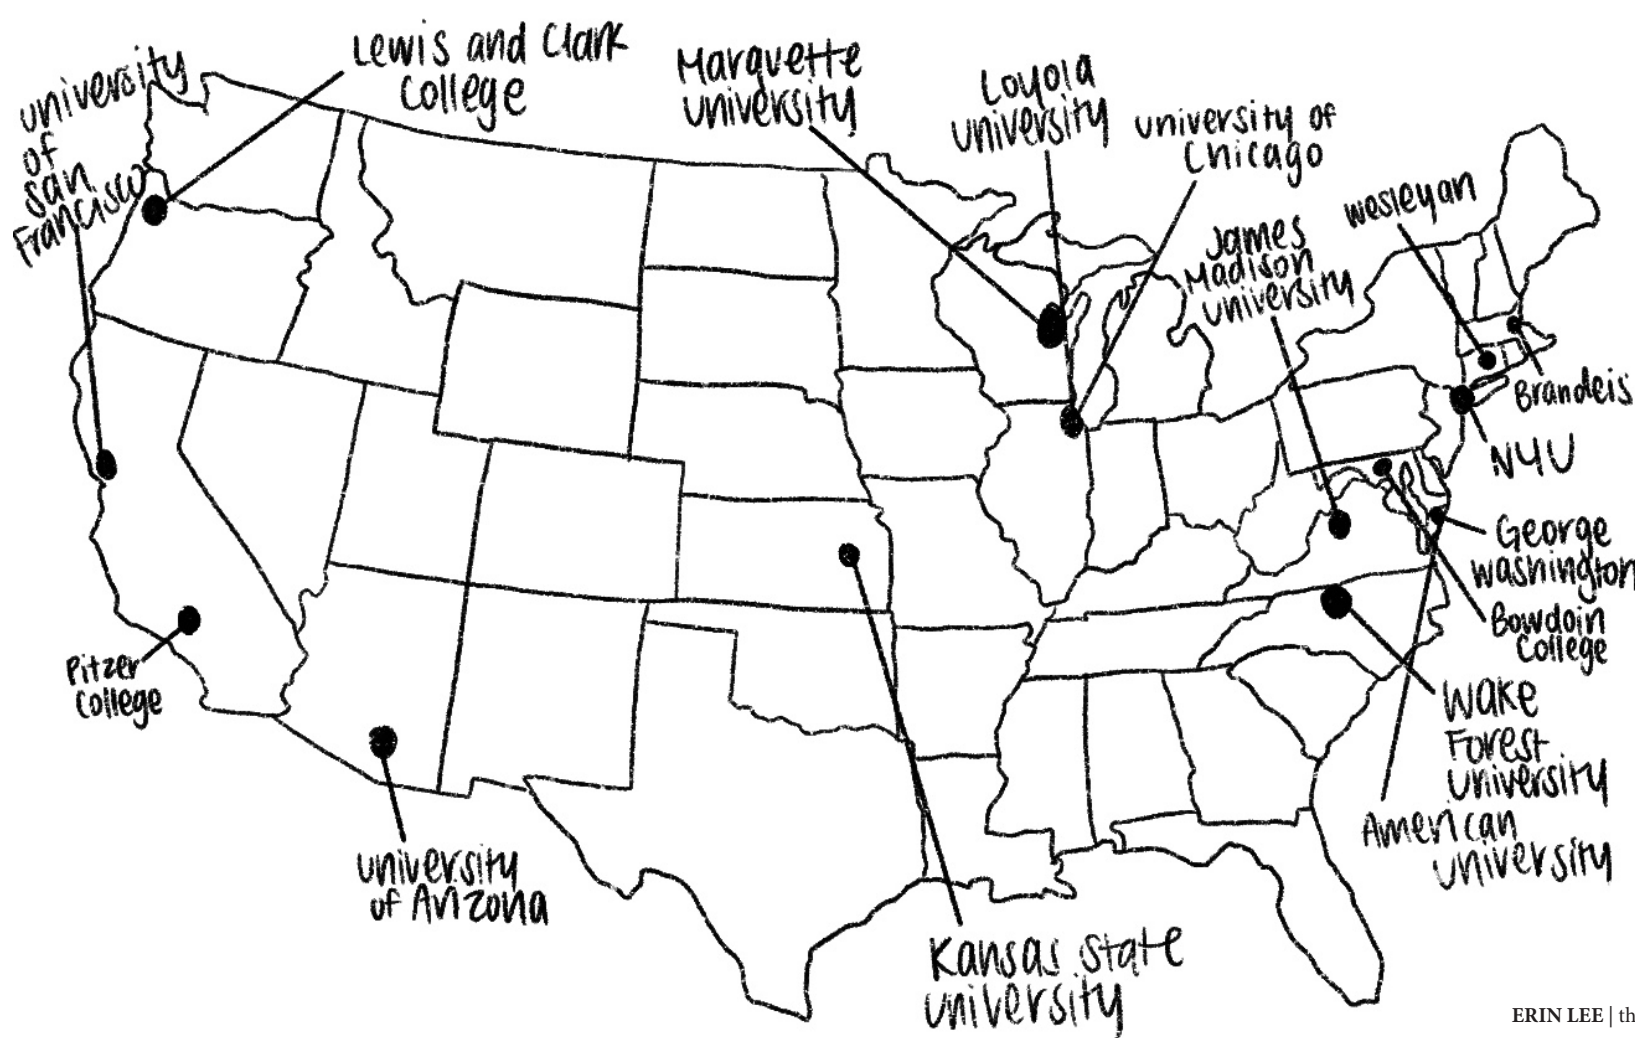 university
of
san
Francisco
Lewis and Clark
College
Marquette
university
Loyola
university
university of
Chicago
James
Madison
university
wesleyan
Brandeis
NYU
George
washington
Bowdoin
College
Wake
Forest
university
American
university
Pitzer
College
university
of Arizona
Kansas State
university
ERIN LEE | th